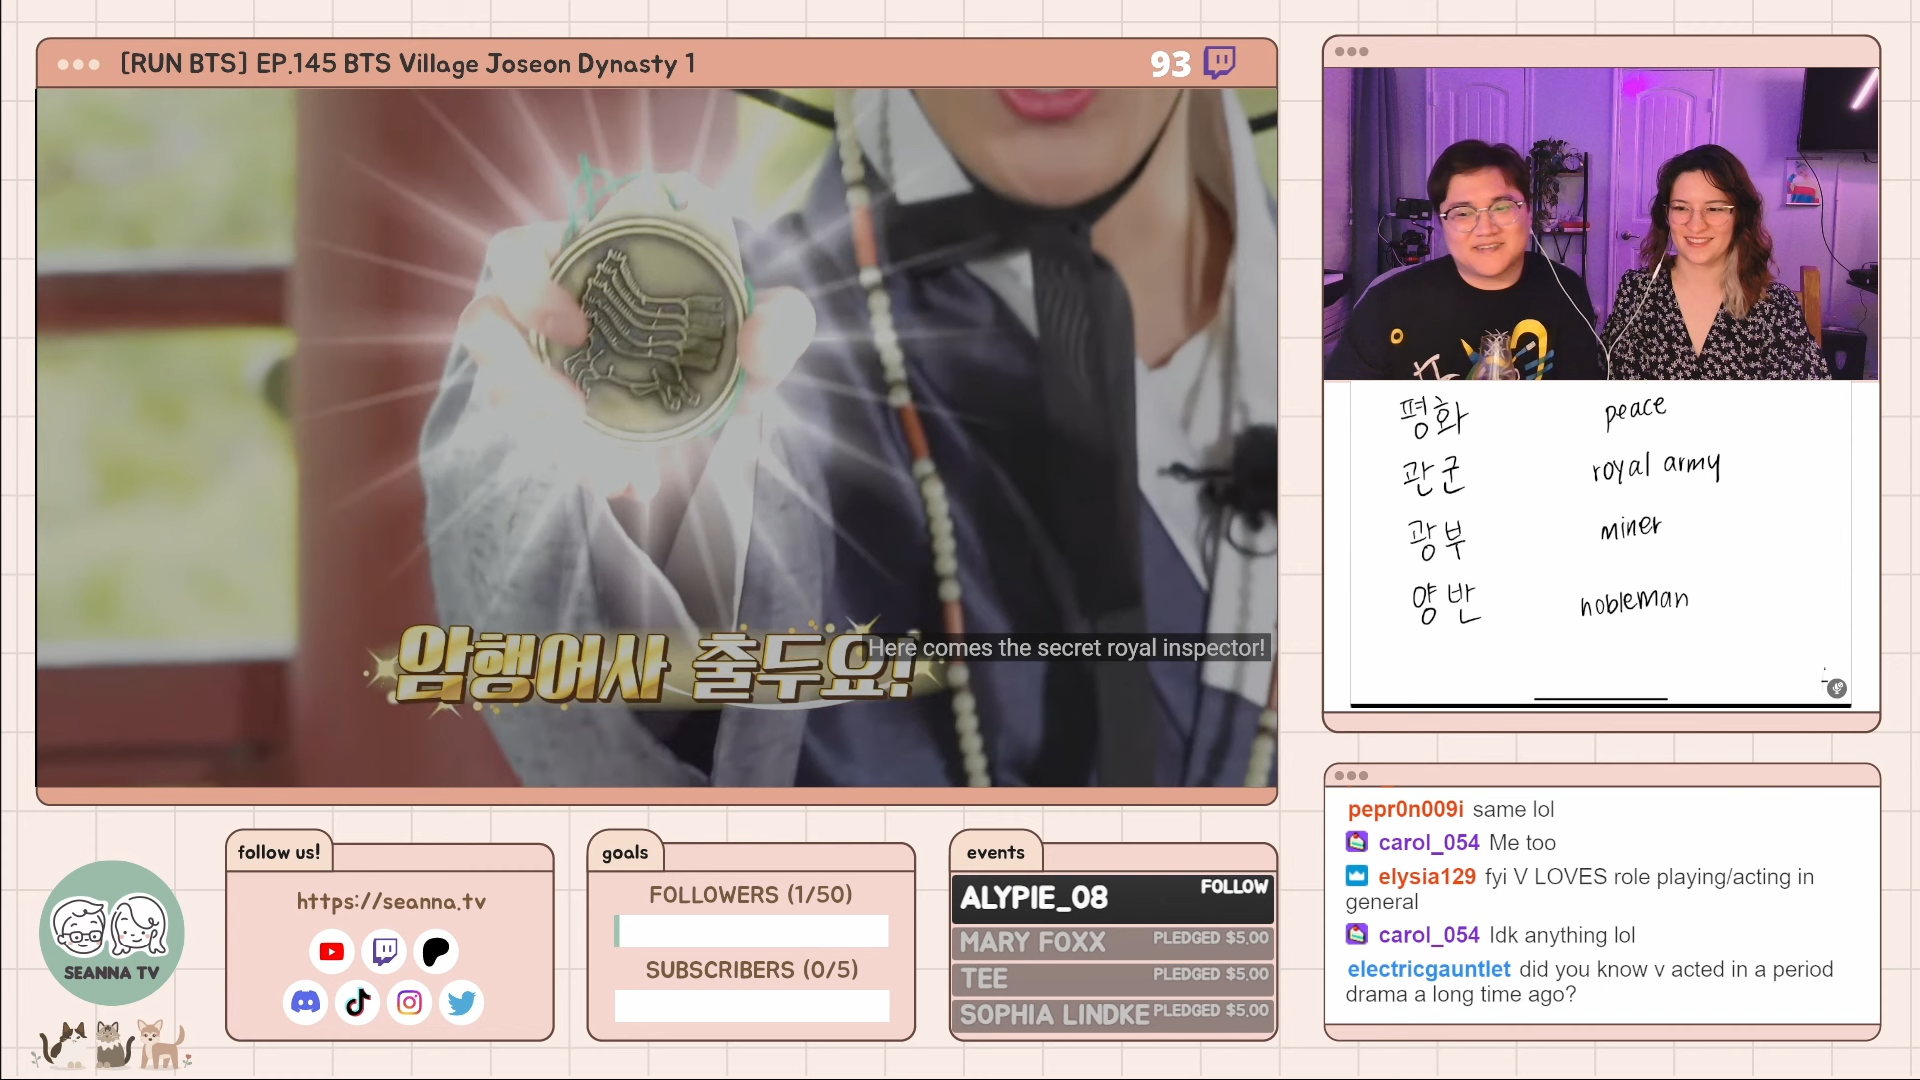 [RUN BTS] EP.145 BTS Village Joseon Dynasty 1
93
암행어사 출두요!
Here comes the secret royal inspector!
평화 peace
관군 royal army
광부 miner
양반 nobleman
pepr0n009i same lol
carol_054 Me too
elysia129 fyi V LOVES role playing/acting in
general
carol_054 Idk anything lol
electricgauntlet did you know v acted in a period
drama a long time ago?
SEANNA TV
follow us!
https://seanna.tv
goals
FOLLOWERS (1/50)
SUBSCRIBERS (0/5)
events
ALYPIE_08 FOLLOW
MARY FOXX PLEDGED $5.00
TEE PLEDGED $5.00
SOPHIA LINDKE PLEDGED $5.00